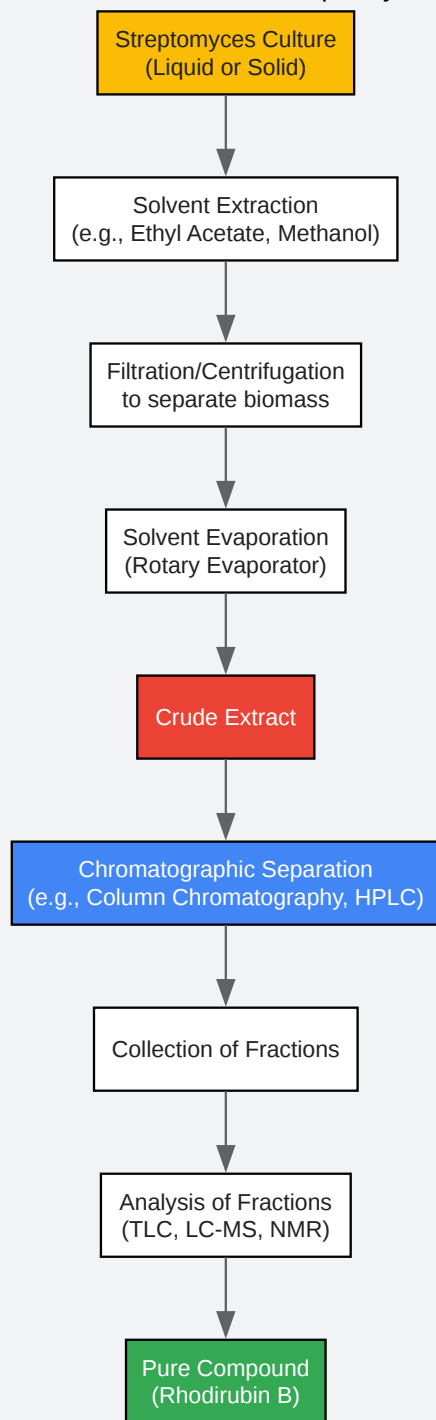 Streptomyces Culture
(Liquid or Solid)
Solvent Extraction
(e.g., Ethyl Acetate, Methanol)
Filtration/Centrifugation
to separate biomass
Solvent Evaporation
(Rotary Evaporator)
Crude Extract
Chromatographic Separation
(e.g., Column Chromatography, HPLC)
Collection of Fractions
Analysis of Fractions
(TLC, LC-MS, NMR)
Pure Compound
(Rhodirubin B)